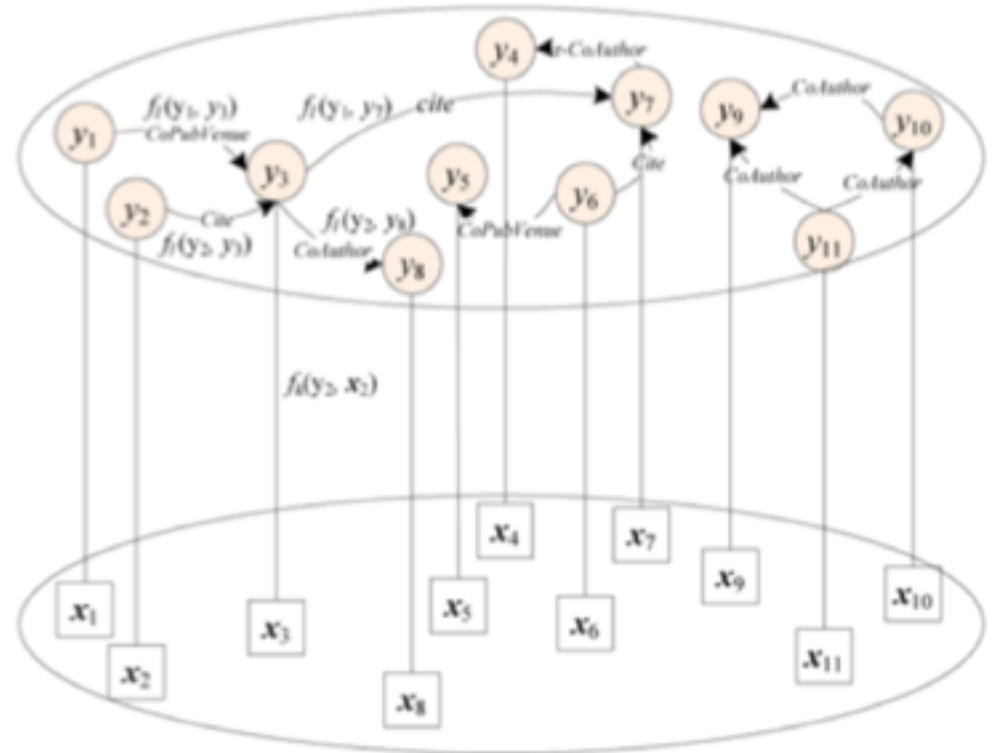 y4
τ-CoAuthor
y7
y9
CoAuthor
y10
f1(y1, y3)
f1(y1, y7)
cite
y1
CoPubVenue
y3
y5
y6
Cite
CoAuthor
CoAuthor
y2
Cite
f1(y2, y3)
f1(y2, y8)
CoAuthor
y8
CoPubVenue
y11
fk(y2, x2)
x4
x7
x9
x10
x1
x5
x3
x6
x11
x2
x8